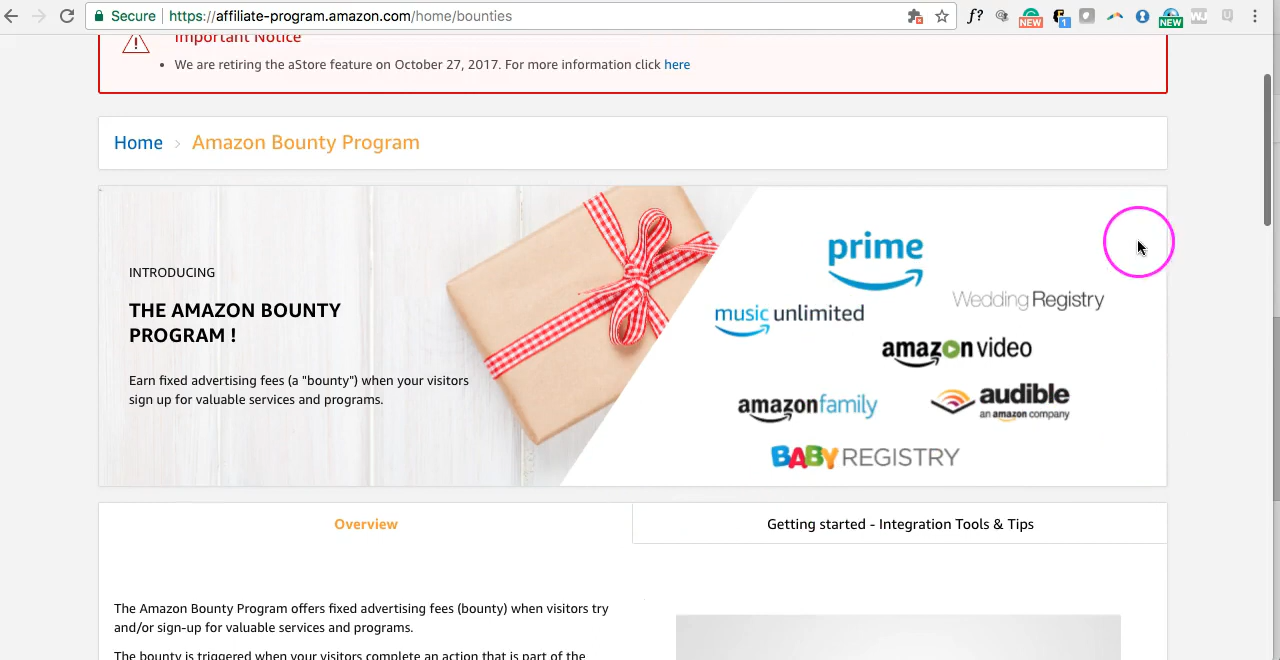 Secure https://affiliate-program.amazon.com/home/bounties
f? NEW 1 NEW WJ
Important Notice
• We are retiring the aStore feature on October 27, 2017. For more information click here
Home > Amazon Bounty Program
INTRODUCING
THE AMAZON BOUNTY
PROGRAM !
Earn fixed advertising fees (a "bounty") when your visitors
sign up for valuable services and programs.
prime
Wedding Registry
music unlimited
amazon video
audible
an amazon company
amazonfamily
BABY REGISTRY
Overview
Getting started - Integration Tools & Tips
The Amazon Bounty Program offers fixed advertising fees (bounty) when visitors try
and/or sign-up for valuable services and programs.
The bounty is triggered when your visitors complete an action that is part of the